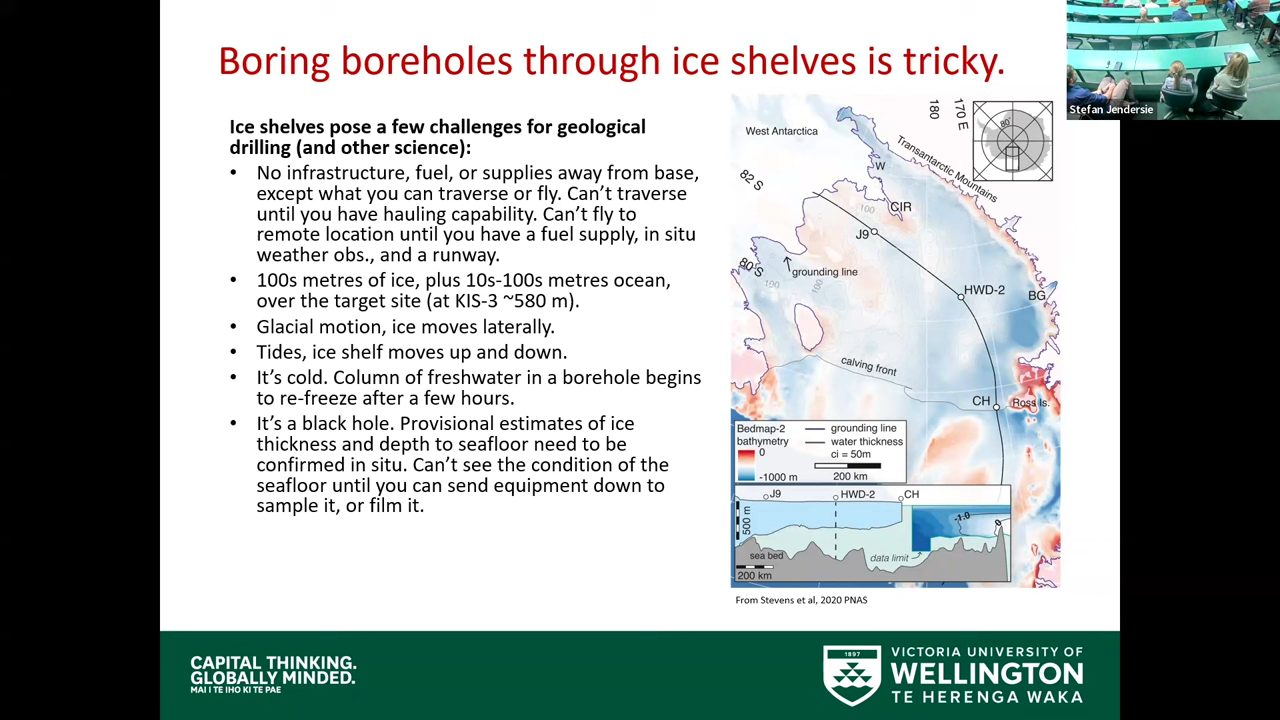 Boring boreholes through ice shelves is tricky.
Stefan Jendersie
Ice shelves pose a few challenges for geological
drilling (and other science):
• No infrastructure, fuel, or supplies away from base,
except what you can traverse or fly. Can't traverse
until you have hauling capability. Can't fly to
remote location until you have a fuel supply, in situ
weather obs., and a runway.
• 100s metres of ice, plus 10s-100s metres ocean,
over the target site (at KIS-3 ~580 m).
• Glacial motion, ice moves laterally.
• Tides, ice shelf moves up and down.
• It's cold. Column of freshwater in a borehole begins
to re-freeze after a few hours.
• It's a black hole. Provisional estimates of ice
thickness and depth to seafloor need to be
confirmed in situ. Can't see the condition of the
seafloor until you can send equipment down to
sample it, or film it.
180
170 E
80°
West Antarctica
Transantarctic Mountains
W
82 S
100
CIR
J9
80 S
grounding line
100
100
HWD-2
BG
calving front
CH
Ross Is.
Bedmap-2
bathymetry
0
-1000 m
grounding line
water thickness
ci = 50m
200 km
J9
HWD-2
CH
500 m
-1.0
0
sea bed
data limit
200 km
From Stevens et al, 2020 PNAS
CAPITAL THINKING.
GLOBALLY MINDED.
MAI I TE IHO KI TE PAE
1897
VICTORIA UNIVERSITY OF
WELLINGTON
TE HERENGA WAKA